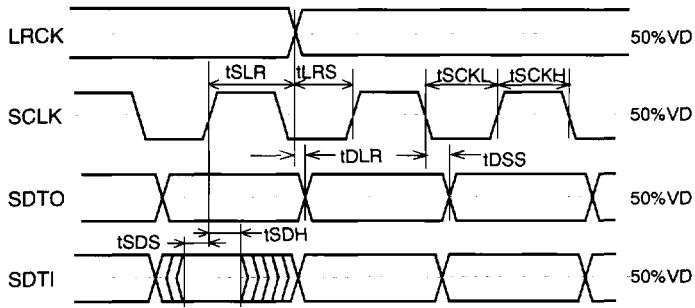 LRCK 50%VD
tSLR tLRS tSCKL tSCKH
SCLK 50%VD
tDLR tDSS
SDTO 50%VD
tSDS tSDH
SDTI 50%VD